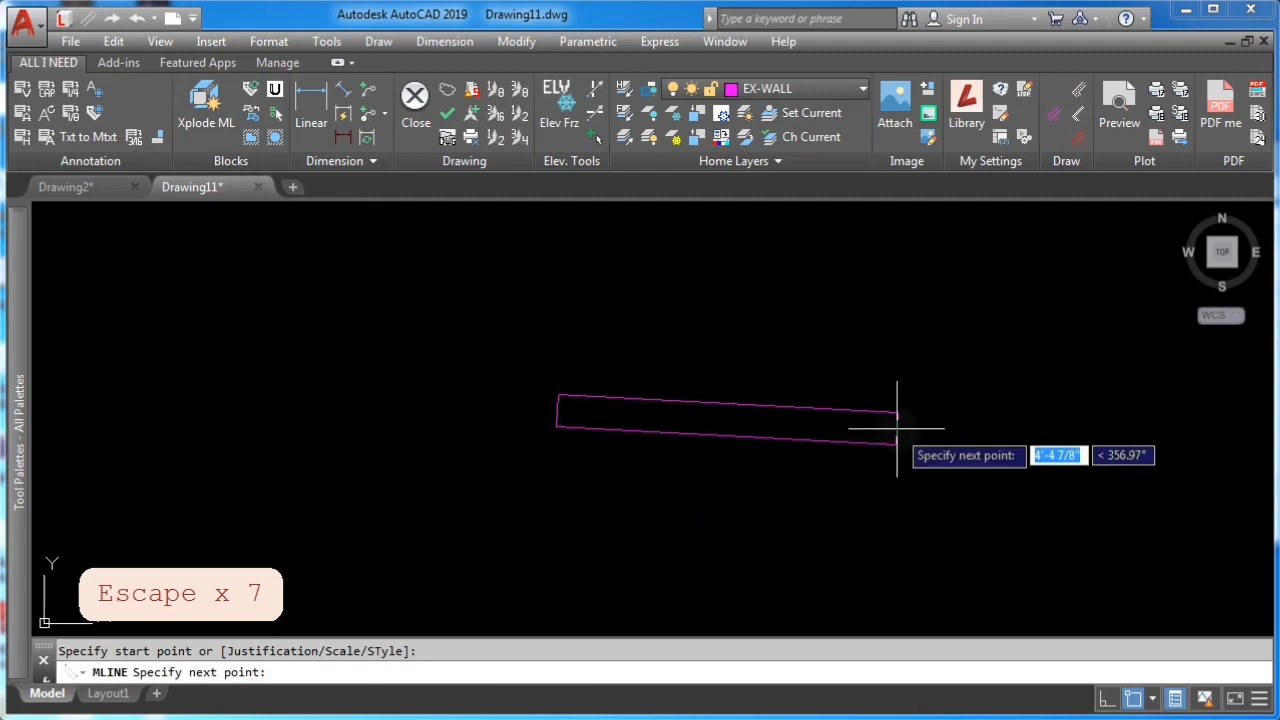 Autodesk AutoCAD 2019 Drawing11.dwg
Type a keyword or phrase
Sign In
File Edit View Insert Format Tools Draw Dimension Modify Parametric Express Window Help
ALL I NEED Add-ins Featured Apps Manage
Txt to Mtxt
Annotation
Xplode ML
Blocks
Linear
Dimension
Close
Drawing
ELV
Elev Frz
Elev. Tools
EX-WALL
Set Current
Ch Current
Home Layers
Attach
Image
Library
My Settings
Draw
Preview
Plot
PDF
PDF me
PDF
Drawing2* Drawing11*
N
W TOP E
S
WCS
Tool Palettes - All Palettes
Specify next point: 4'-4 7/8" < 356.97°
Y
Escape x 7
Specify start point or [Justification/Scale/STyle]:
MLINE Specify next point:
Model Layout1